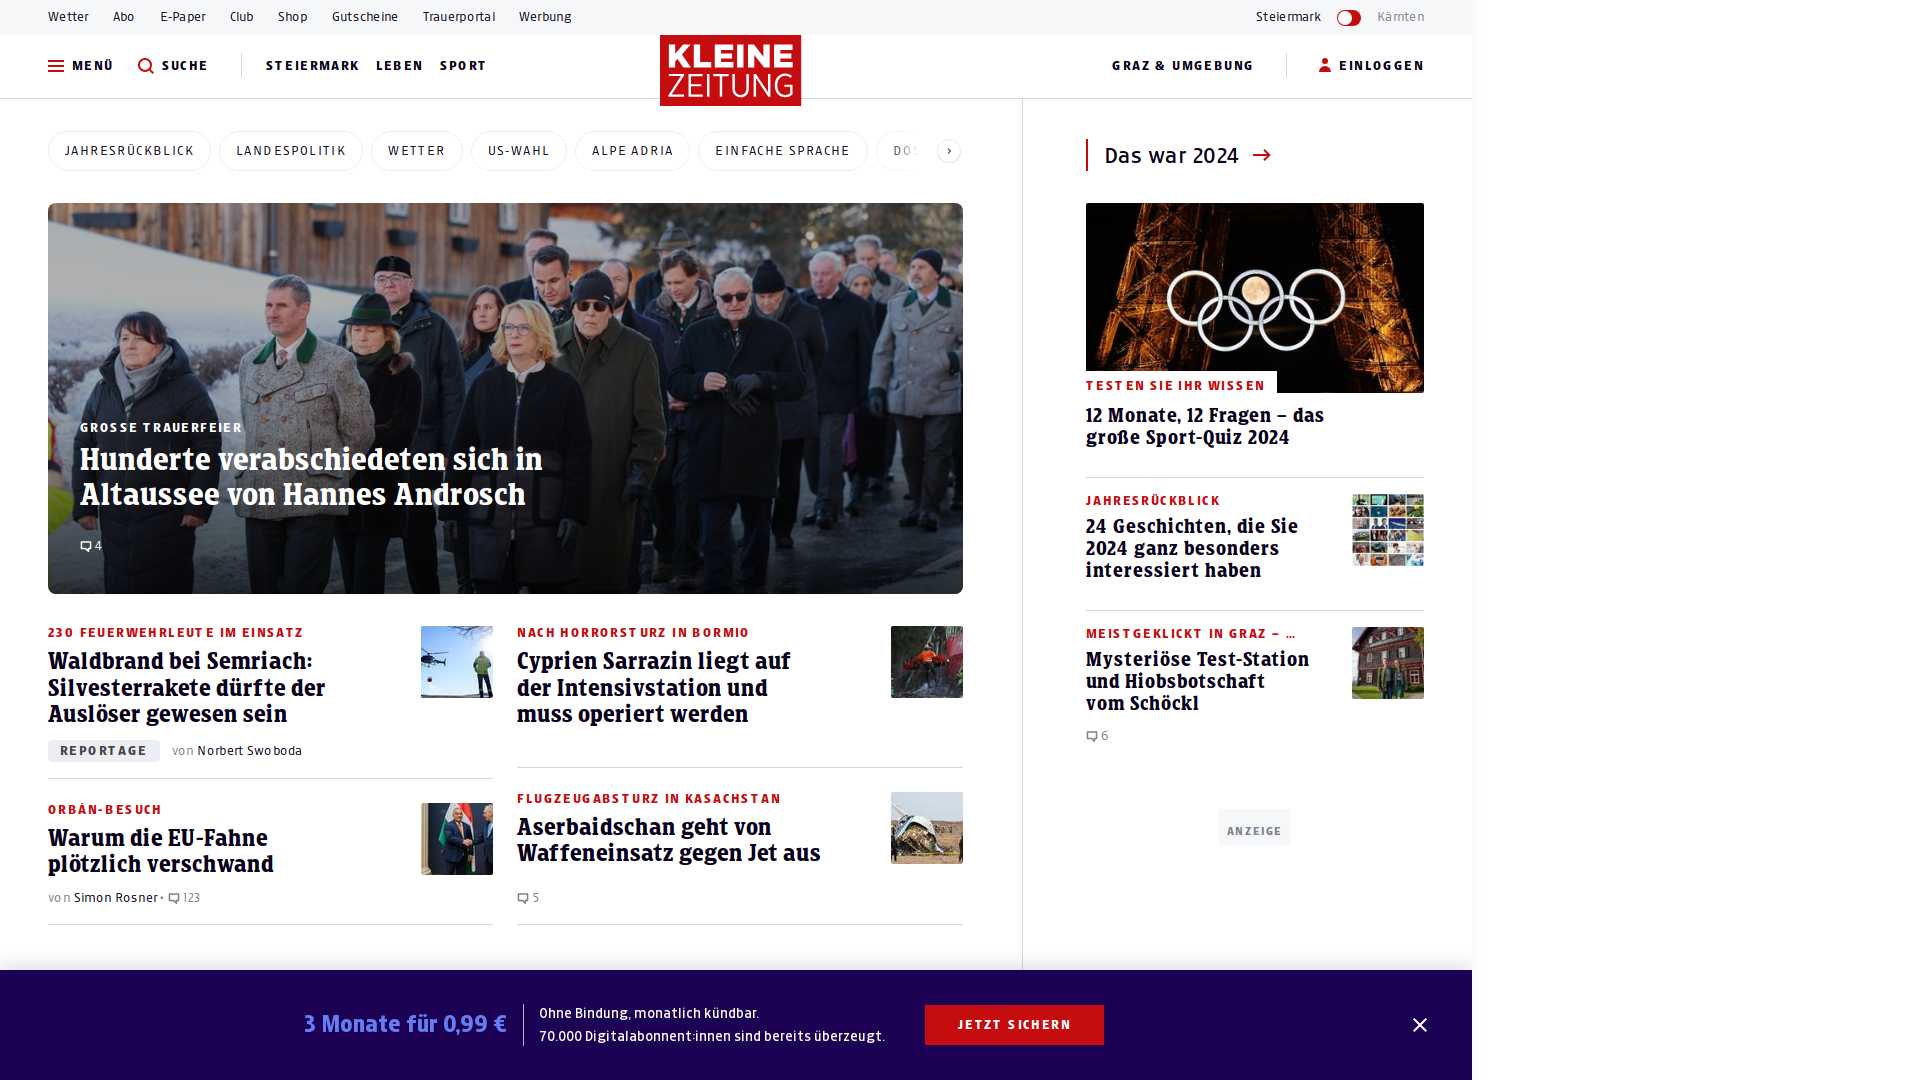 Wetter
Abo
E-Paper
Club
Shop
Gutscheine
Trauerportal
Werbung
Steiermark
Kärnten
MENÜ
SUCHE
STEIERMARK
LEBEN
SPORT
KLEINE
ZEITUNG
GRAZ & UMGEBUNG
EINLOGGEN
JAHRESRÜCKBLICK
LANDESPOLITIK
WETTER
US-WAHL
ALPE ADRIA
EINFACHE SPRACHE
GROSSE TRAUERFEIER
Hunderte verabschiedeten sich in
Altaussee von Hannes Androsch
4
230 FEUERWEHRLEUTE IM EINSATZ
Waldbrand bei Semriach:
Silvesterrakete dürfte der
Auslöser gewesen sein
REPORTAGE
von Norbert Swoboda
ORBÁN-BESUCH
Warum die EU-Fahne
plötzlich verschwand
von Simon Rosner • 123
NACH HORRORSTURZ IN BORMIO
Cyprien Sarrazin liegt auf
der Intensivstation und
muss operiert werden
FLUGZEUGABSTURZ IN KASACHSTAN
Aserbaidschan geht von
Waffeneinsatz gegen Jet aus
5
Das war 2024
TESTEN SIE IHR WISSEN
12 Monate, 12 Fragen – das
große Sport-Quiz 2024
JAHRESRÜCKBLICK
24 Geschichten, die Sie
2024 ganz besonders
interessiert haben
MEISTGEKLICKT IN GRAZ – ...
Mysteriöse Test-Station
und Hiobsbotschaft
vom Schöckl
6
ANZEIGE
3 Monate für 0,99 €
Ohne Bindung, monatlich kündbar.
70.000 Digitalabonnent:innen sind bereits überzeugt.
JETZT SICHERN